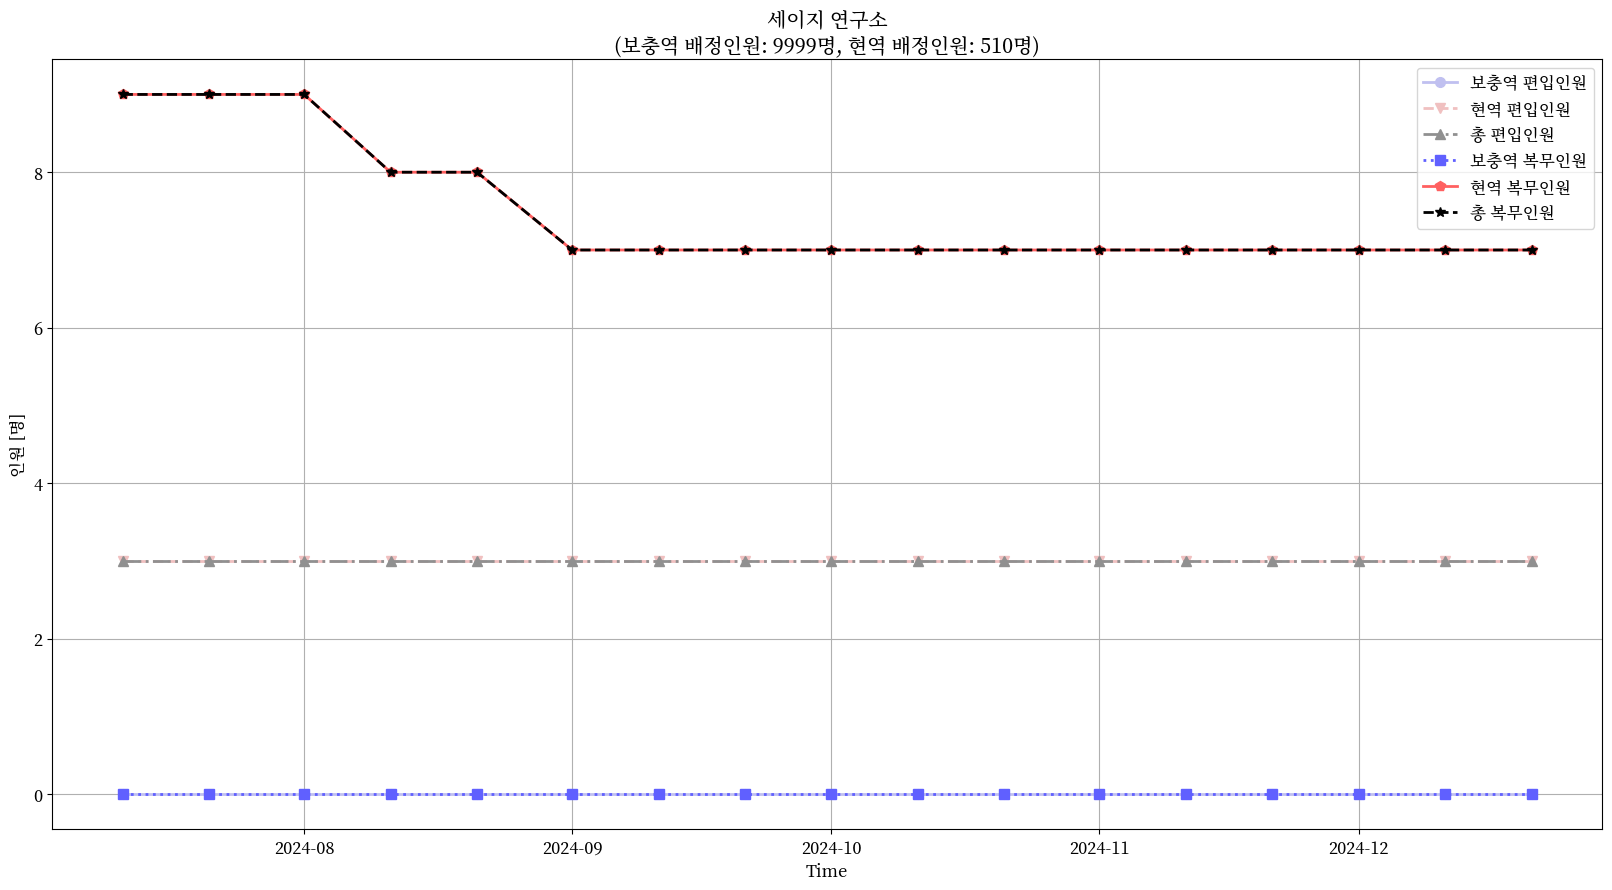 세이지 연구소
(보충역 배정인원: 9999명, 현역 배정인원: 510명)
보충역 편입인원
현역 편입인원
총 편입인원
보충역 복무인원
현역 복무인원
총 복무인원
인원 [명]
8
6
4
2
0
2024-08
2024-09
2024-10
2024-11
2024-12
Time